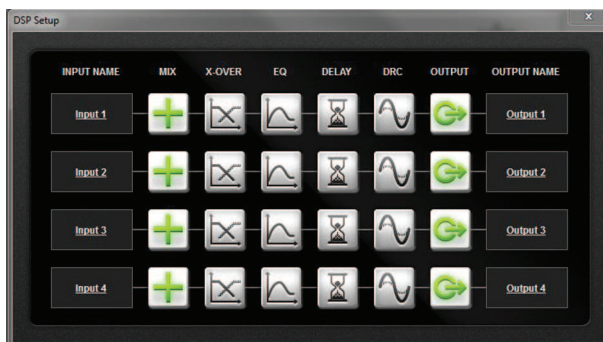 DSP Setup
x
INPUT NAME MIX X-OVER EQ DELAY DRC OUTPUT OUTPUT NAME
Input 1 Output 1
Input 2 Output 2
Input 3 Output 3
Input 4 Output 4